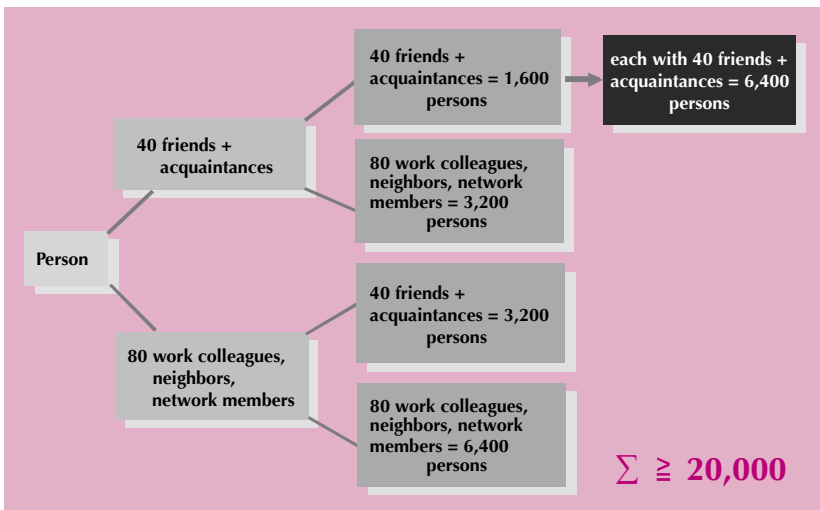 Person
40 friends +
acquaintances
80 work colleagues,
neighbors,
network members
40 friends +
acquaintances = 1,600
persons
80 work colleagues,
neighbors, network
members = 3,200
persons
40 friends +
acquaintances = 3,200
persons
80 work colleagues,
neighbors, network
members = 6,400
persons
each with 40 friends +
acquaintances = 6,400
persons
∑ ≧ 20,000